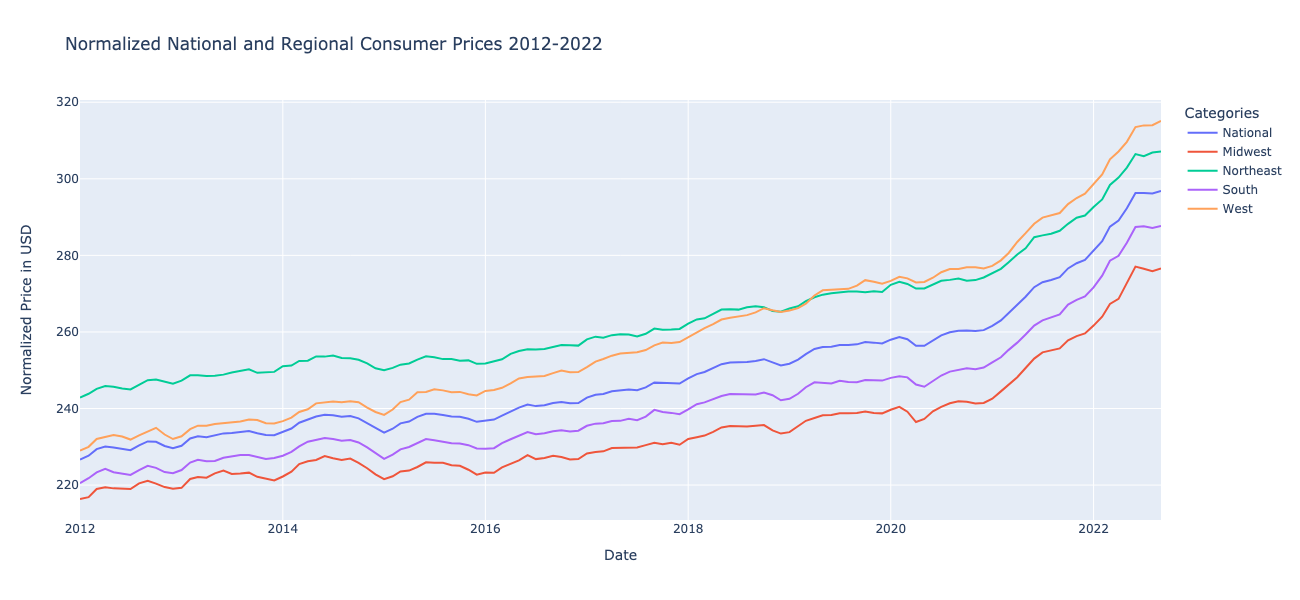 Normalized National and Regional Consumer Prices 2012-2022
320
300
280
260
240
220
2012
2014
2016
2018
2020
2022
Normalized Price in USD
Date
Categories
National
Midwest
Northeast
South
West